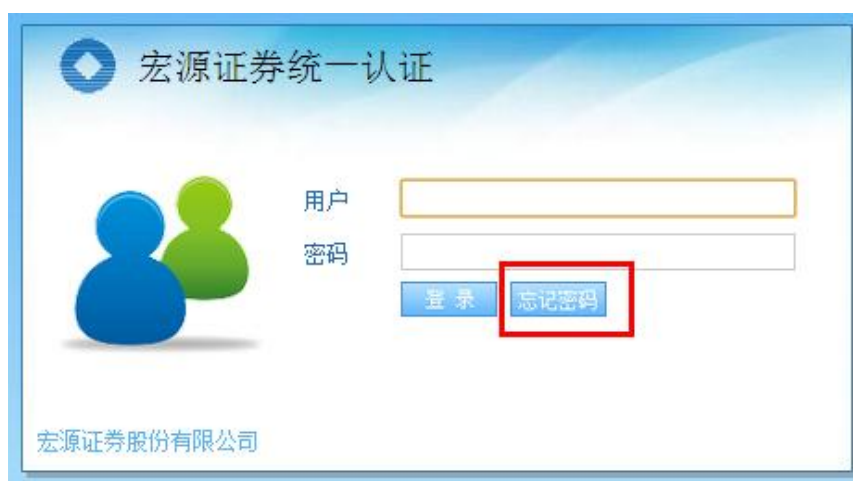 宏源证券统一认证
用户
密码
登 录 忘记密码
宏源证券股份有限公司